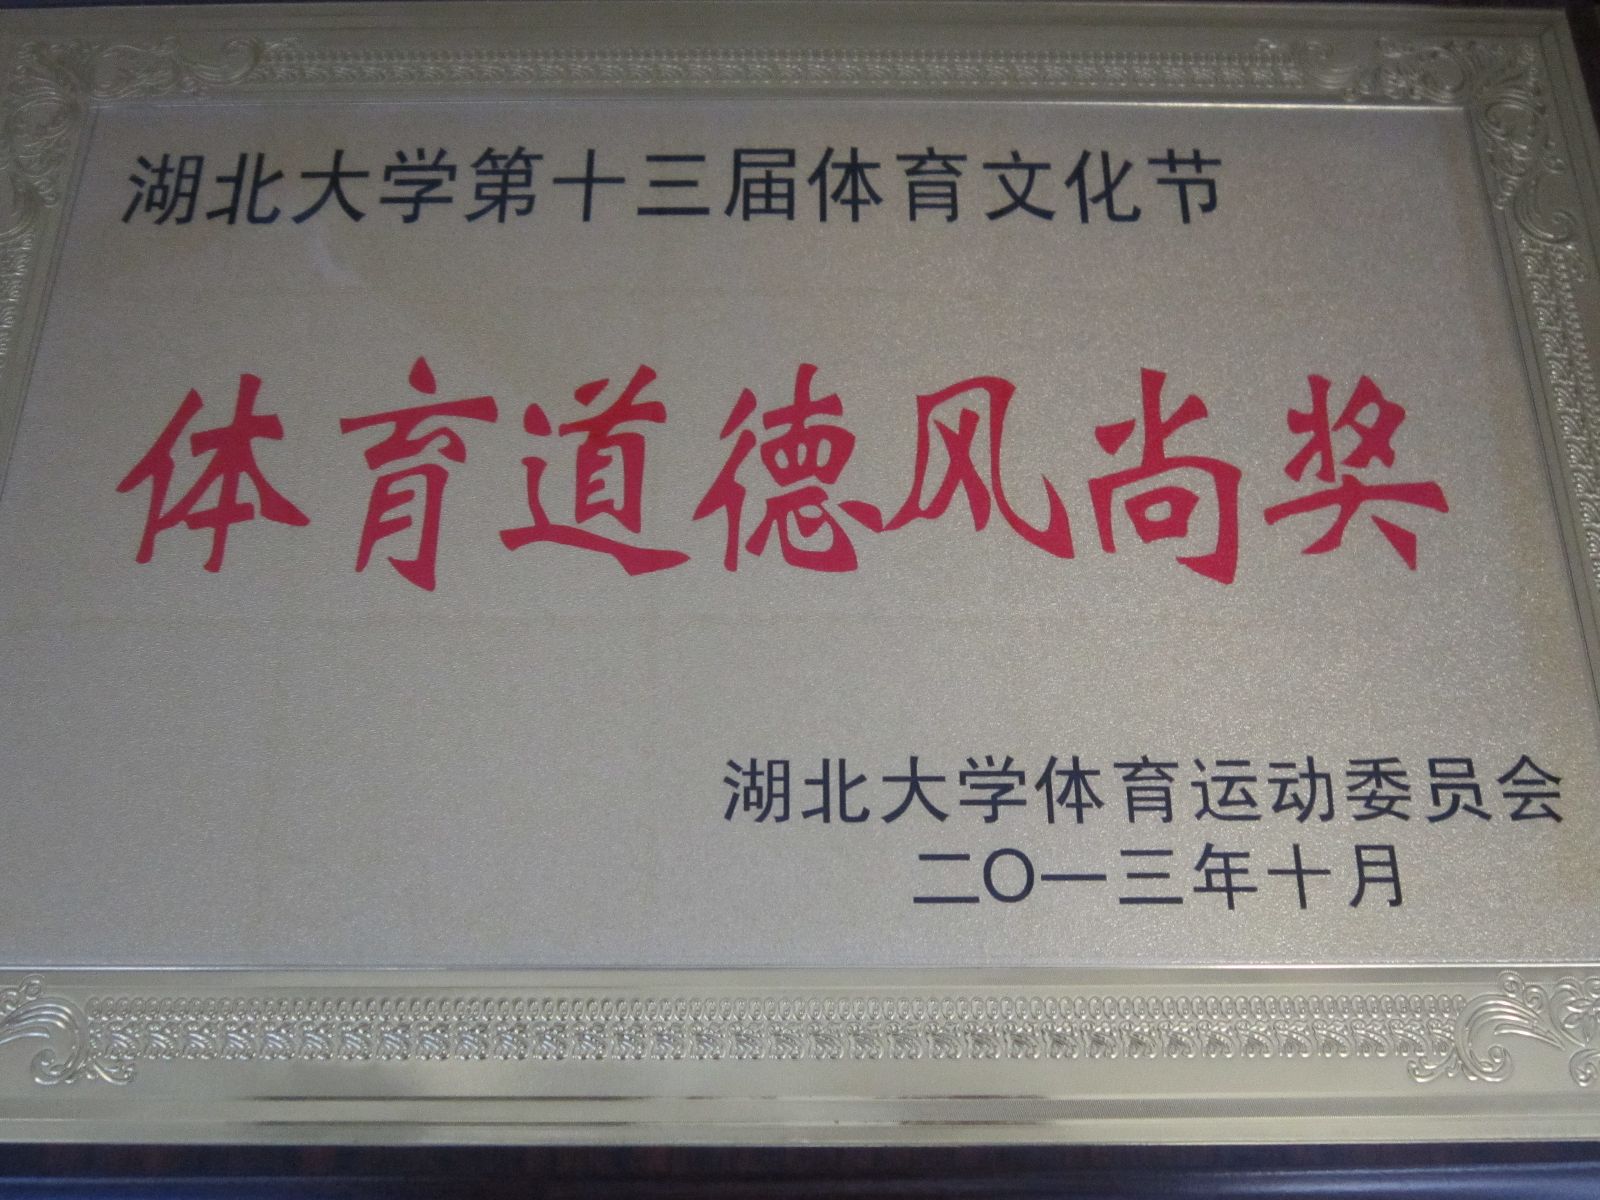 湖北大学第十三届体育文化节
体育道德风尚奖
湖北大学体育运动委员会
二〇一三年十月